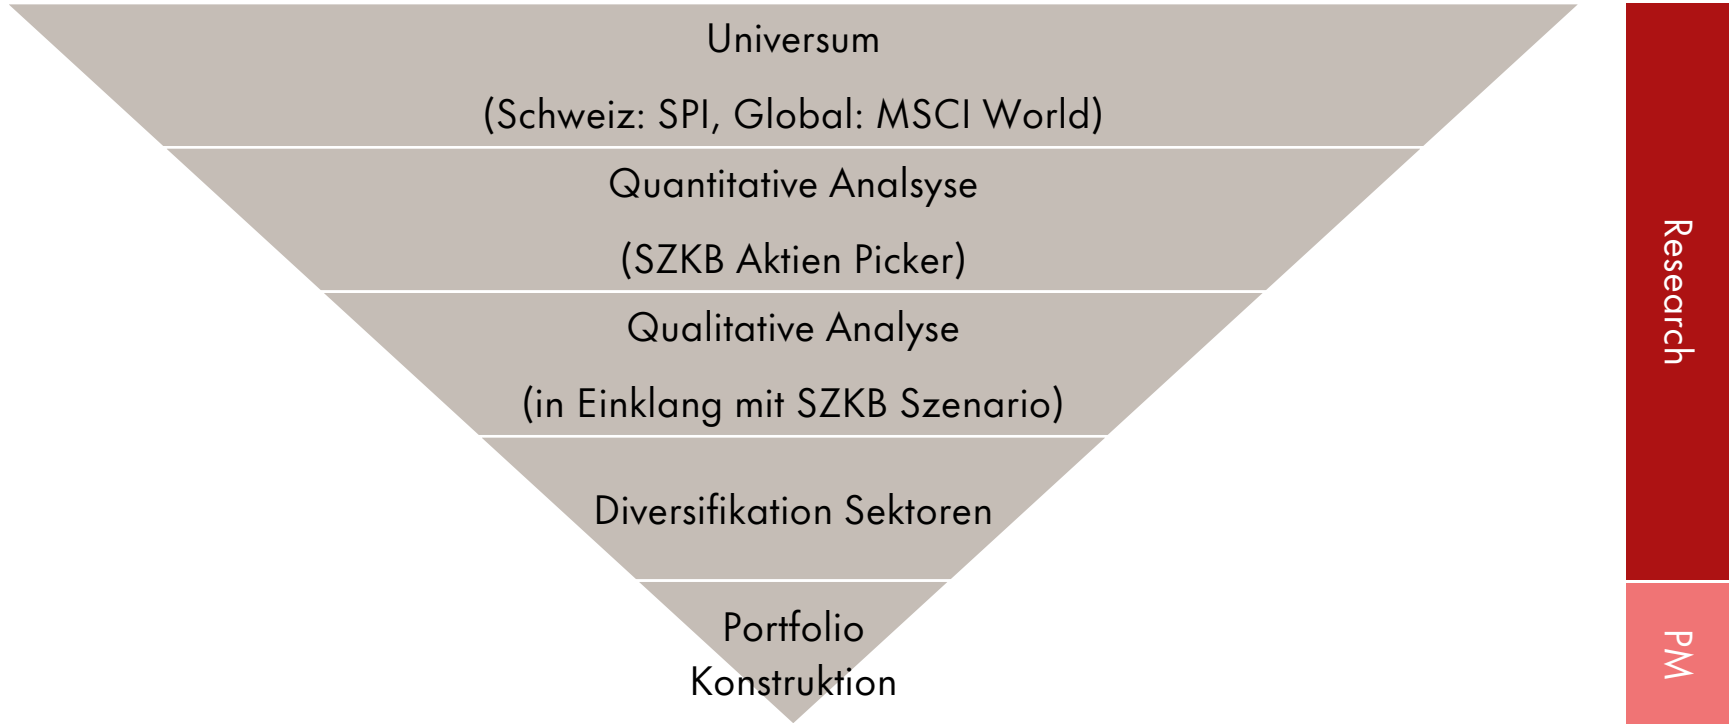 Universum
(Schweiz: SPI, Global: MSCI World)
Quantitative Analsyse
(SZKB Aktien Picker)
Qualitative Analyse
(in Einklang mit SZKB Szenario)
Diversifikation Sektoren
Portfolio
Konstruktion
Research
PM